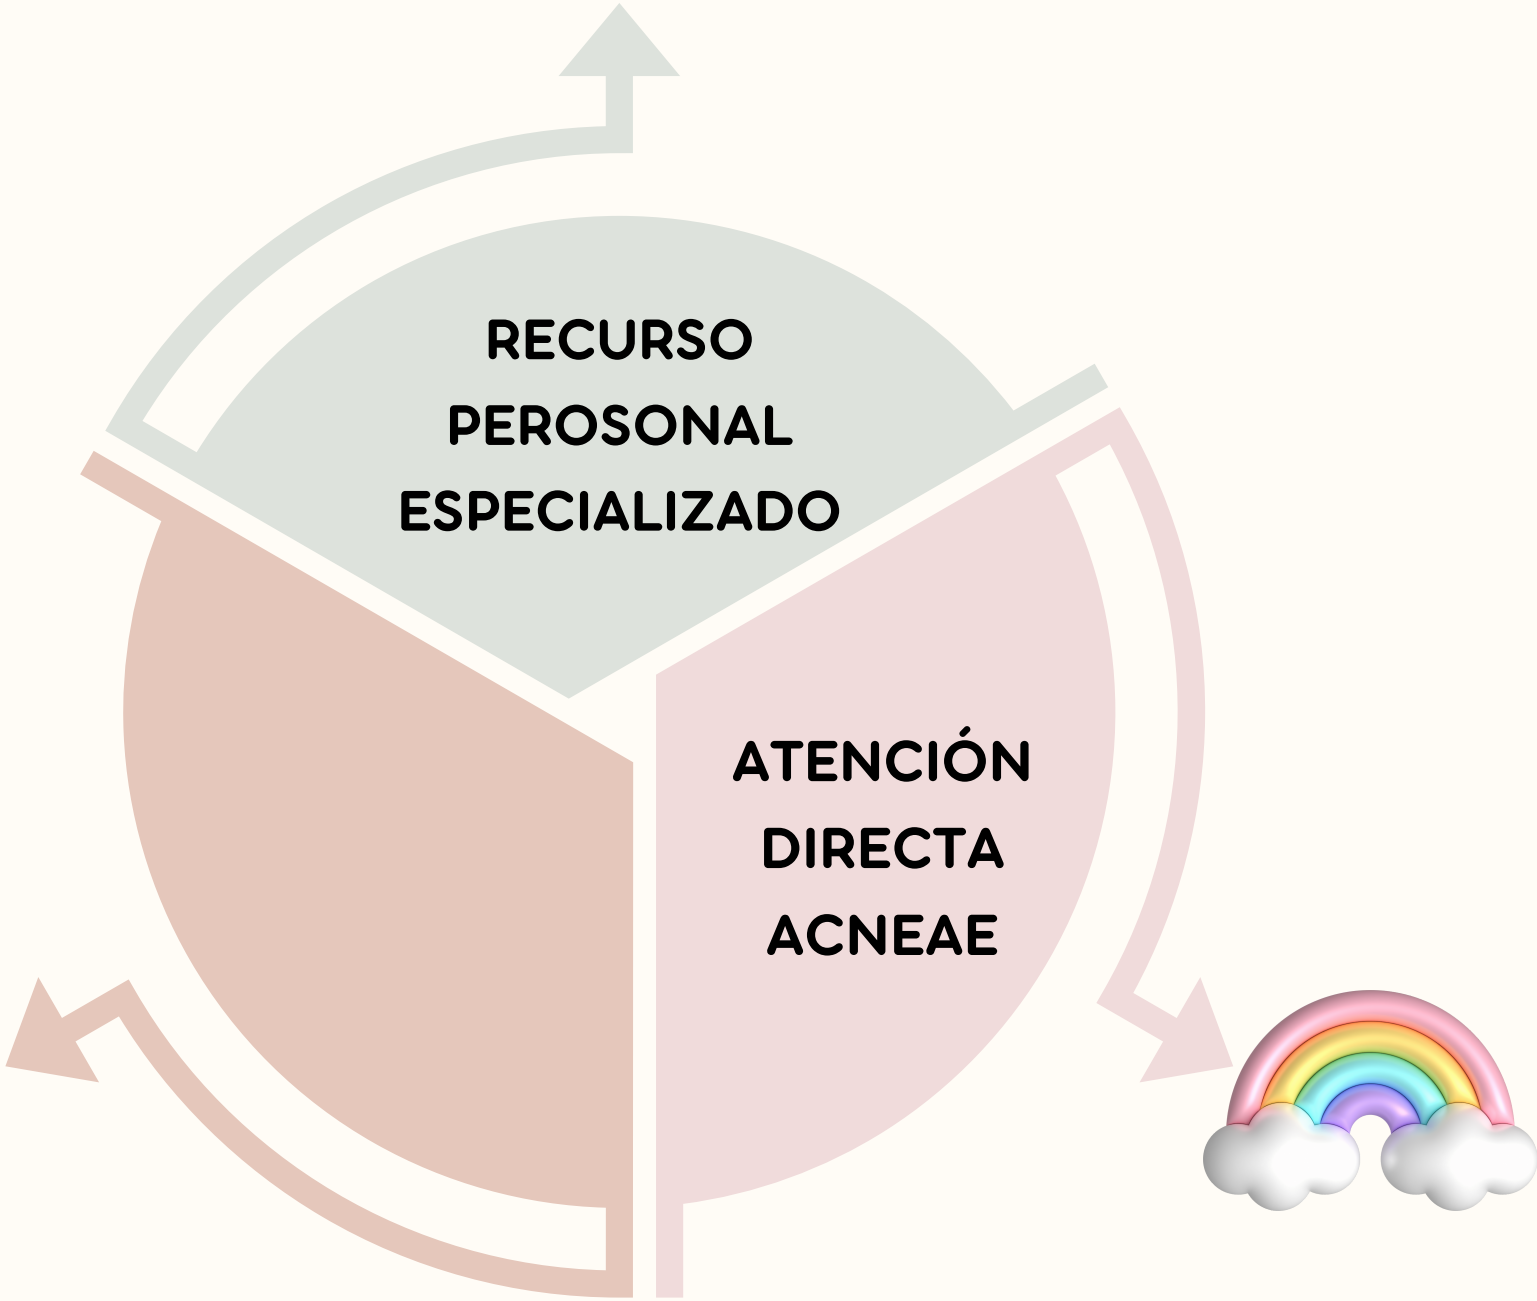 RECURSO
PEROSONAL
ESPECIALIZADO
ATENCIÓN
DIRECTA
ACNEAE